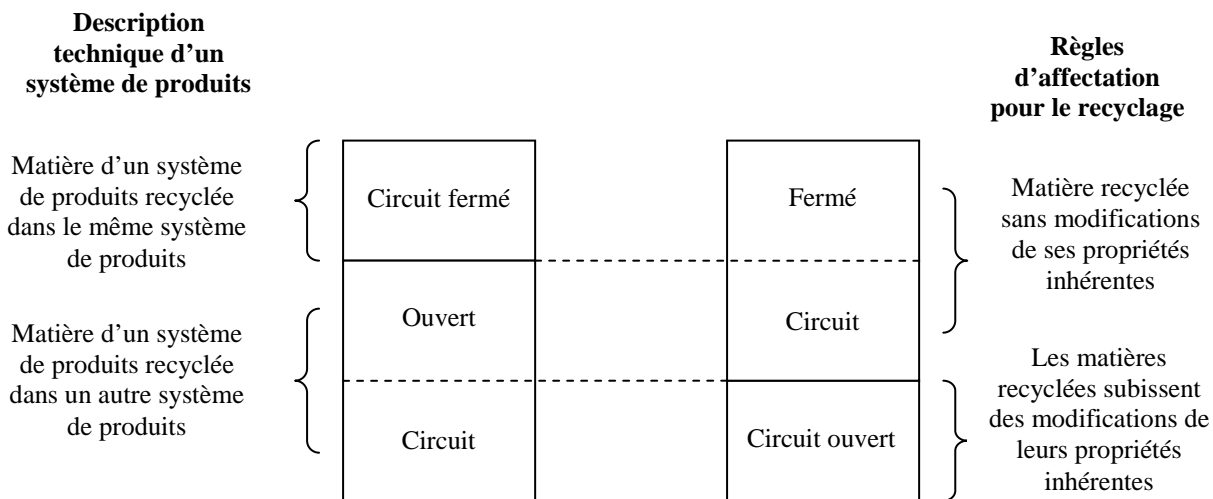 Description
technique d'un
système de produits
Règles
d'affectation
pour le recyclage
Matière d'un système
de produits recyclée
dans le même système
de produits
Circuit fermé
Fermé
Matière recyclée
sans modifications
de ses propriétés
inhérentes
Matière d'un système
de produits recyclée
dans un autre système
de produits
Ouvert
Circuit
Circuit
Circuit ouvert
Les matières
recyclées subissent
des modifications de
leurs propriétés
inhérentes